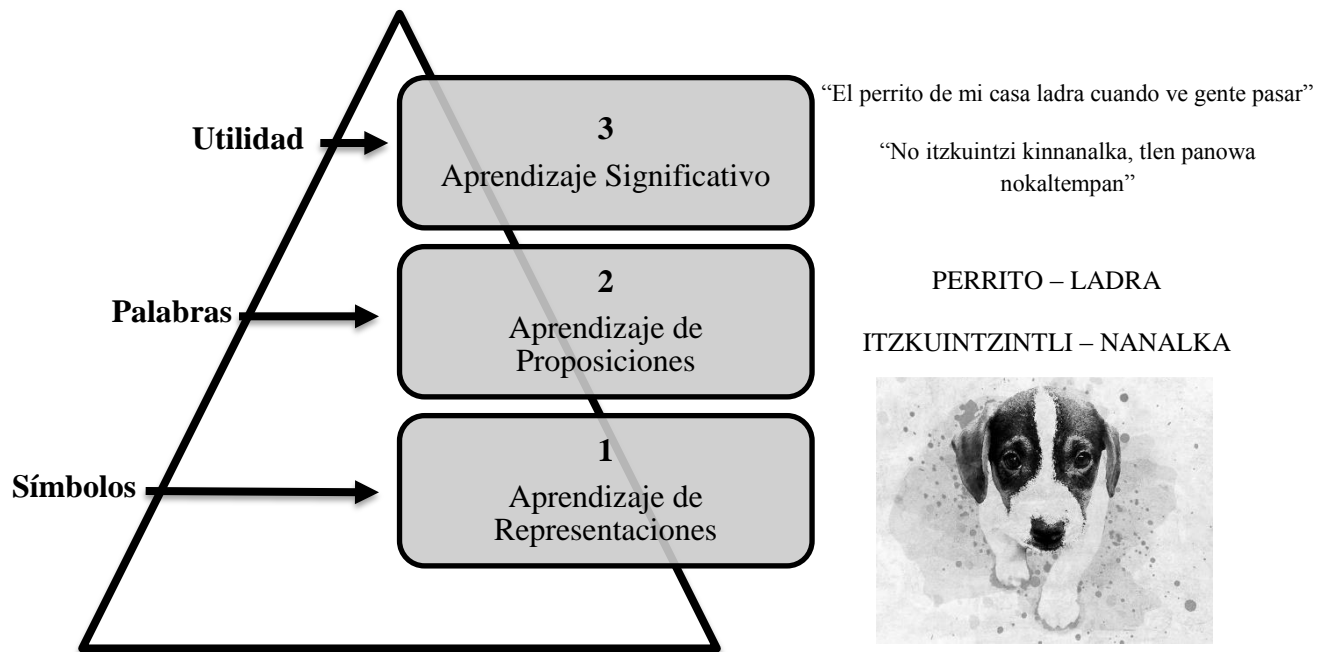 “El perrito de mi casa ladra cuando ve gente pasar”
Utilidad
3
Aprendizaje Significativo
“No itzkuintzi kinnanalka, tlen panowa
nokaltempan”
Palabras
2
Aprendizaje de
Proposiciones
PERRITO – LADRA
ITZKUINTZINTLI – NANALKA
Símbolos
1
Aprendizaje de
Representaciones